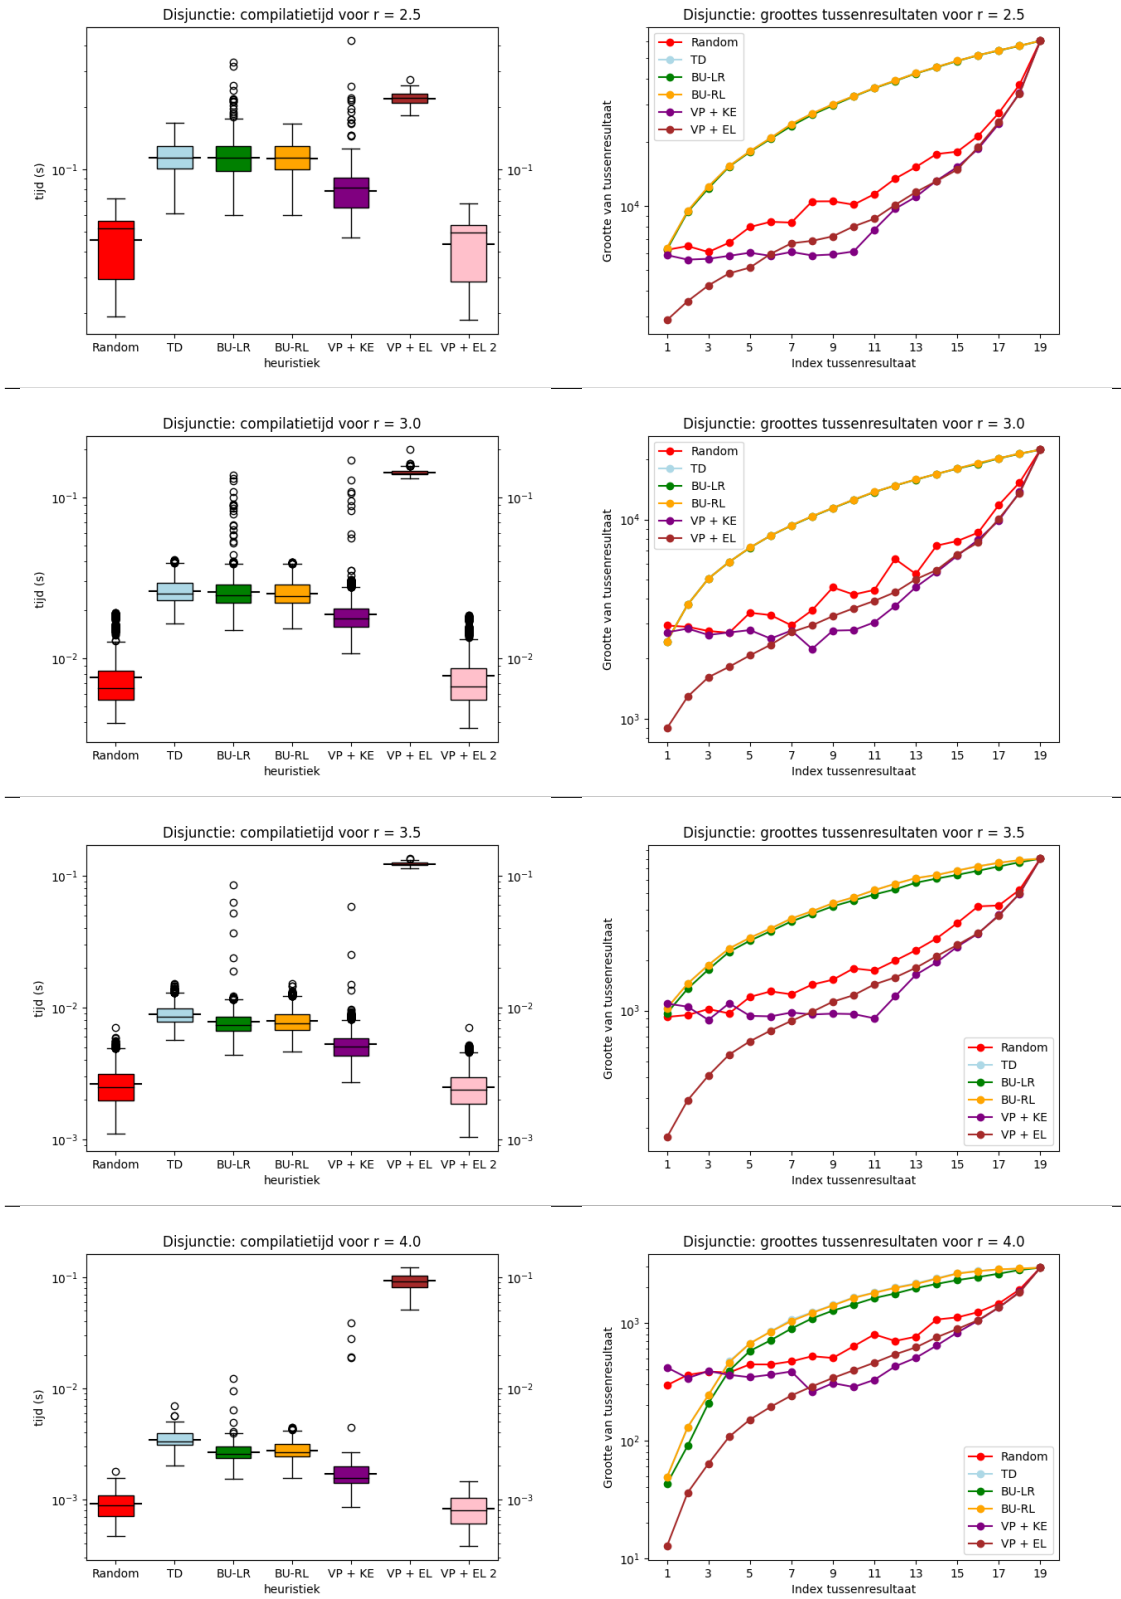 Disjunctie: compilatietijd voor r = 2.5
tijd (s)
10⁻¹
10⁻¹
Random TD BU-LR BU-RL VP + KE VP + EL VP + EL 2
heuristiek
Disjunctie: groottes tussenresultaten voor r = 2.5
Grootte van tussenresultaat
10⁴
Random
TD
BU-LR
BU-RL
VP + KE
VP + EL
1 3 5 7 9 11 13 15 17 19
Index tussenresultaat
Disjunctie: compilatietijd voor r = 3.0
tijd (s)
10⁻¹
10⁻²
10⁻¹
10⁻²
Random TD BU-LR BU-RL VP + KE VP + EL VP + EL 2
heuristiek
Disjunctie: groottes tussenresultaten voor r = 3.0
Grootte van tussenresultaat
10⁴
10³
Random
TD
BU-LR
BU-RL
VP + KE
VP + EL
1 3 5 7 9 11 13 15 17 19
Index tussenresultaat
Disjunctie: compilatietijd voor r = 3.5
tijd (s)
10⁻¹
10⁻²
10⁻³
10⁻¹
10⁻²
10⁻³
Random TD BU-LR BU-RL VP + KE VP + EL VP + EL 2
heuristiek
Disjunctie: groottes tussenresultaten voor r = 3.5
Grootte van tussenresultaat
10³
Random
TD
BU-LR
BU-RL
VP + KE
VP + EL
1 3 5 7 9 11 13 15 17 19
Index tussenresultaat
Disjunctie: compilatietijd voor r = 4.0
tijd (s)
10⁻¹
10⁻²
10⁻³
10⁻¹
10⁻²
10⁻³
Random TD BU-LR BU-RL VP + KE VP + EL VP + EL 2
heuristiek
Disjunctie: groottes tussenresultaten voor r = 4.0
Grootte van tussenresultaat
10³
10²
10¹
Random
TD
BU-LR
BU-RL
VP + KE
VP + EL
1 3 5 7 9 11 13 15 17 19
Index tussenresultaat